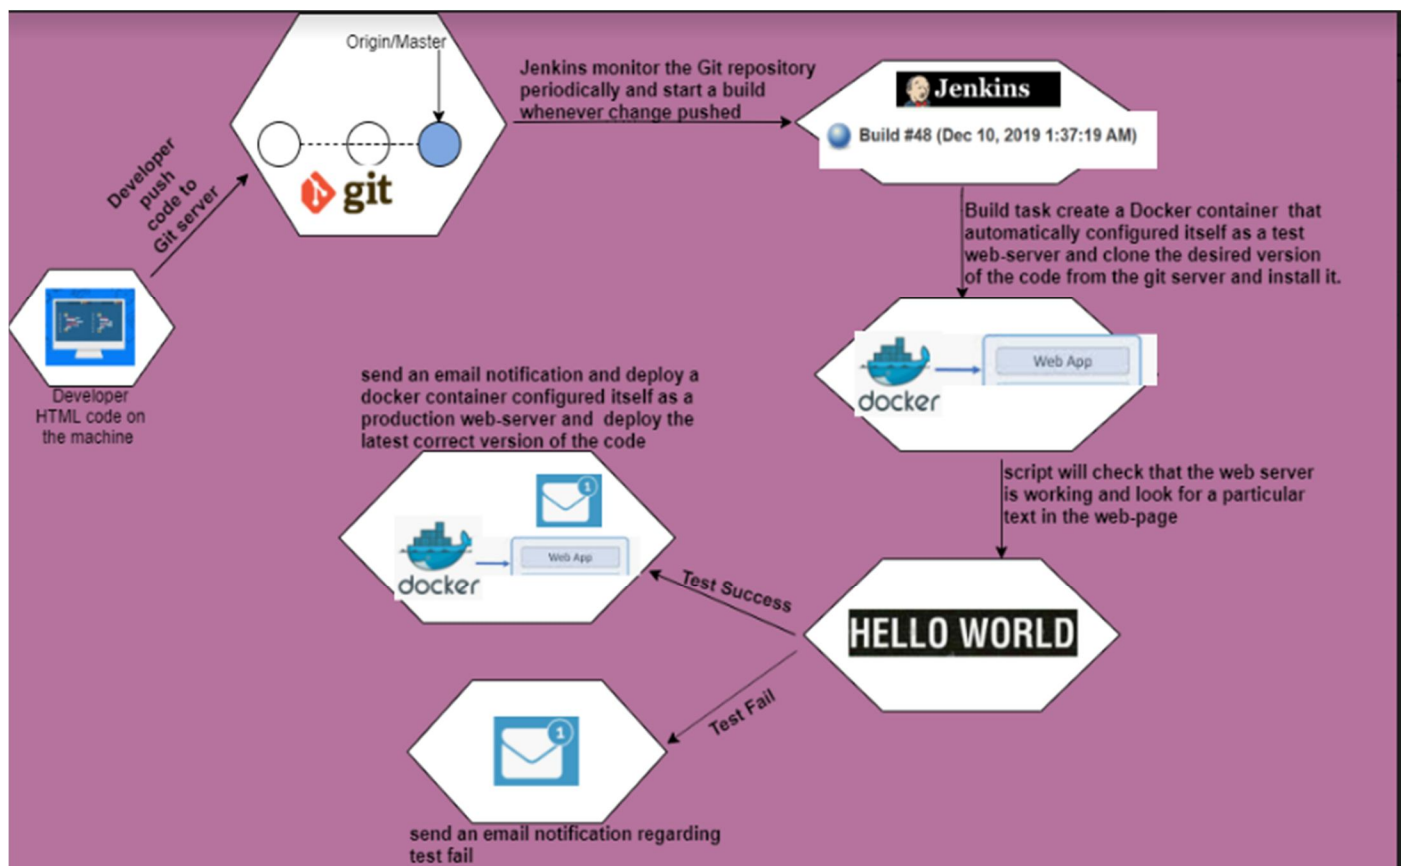 Origin/Master
git
Developer
push
code to
Git server
Developer
HTML code on
the machine
Jenkins monitor the Git repository
periodically and start a build
whenever change pushed
Jenkins
Build #48 (Dec 10, 2019 1:37:19 AM)
Build task create a Docker container that
automatically configured itself as a test
web-server and clone the desired version
of the code from the git server and install it.
docker
Web App
script will check that the web server
is working and look for a particular
text in the web-page
HELLO WORLD
Test Success
send an email notification and deploy a
docker container configured itself as a
production web-server and deploy the
latest correct version of the code
1
docker
Web App
Test Fail
1
send an email notification regarding
test fail